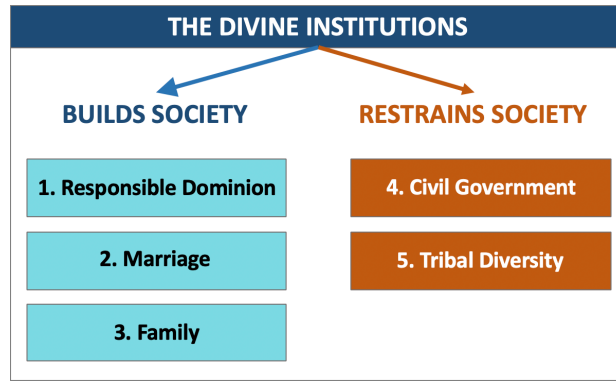 THE DIVINE INSTITUTIONS
BUILDS SOCIETY
1. Responsible Dominion
2. Marriage
3. Family
RESTRAINS SOCIETY
4. Civil Government
5. Tribal Diversity